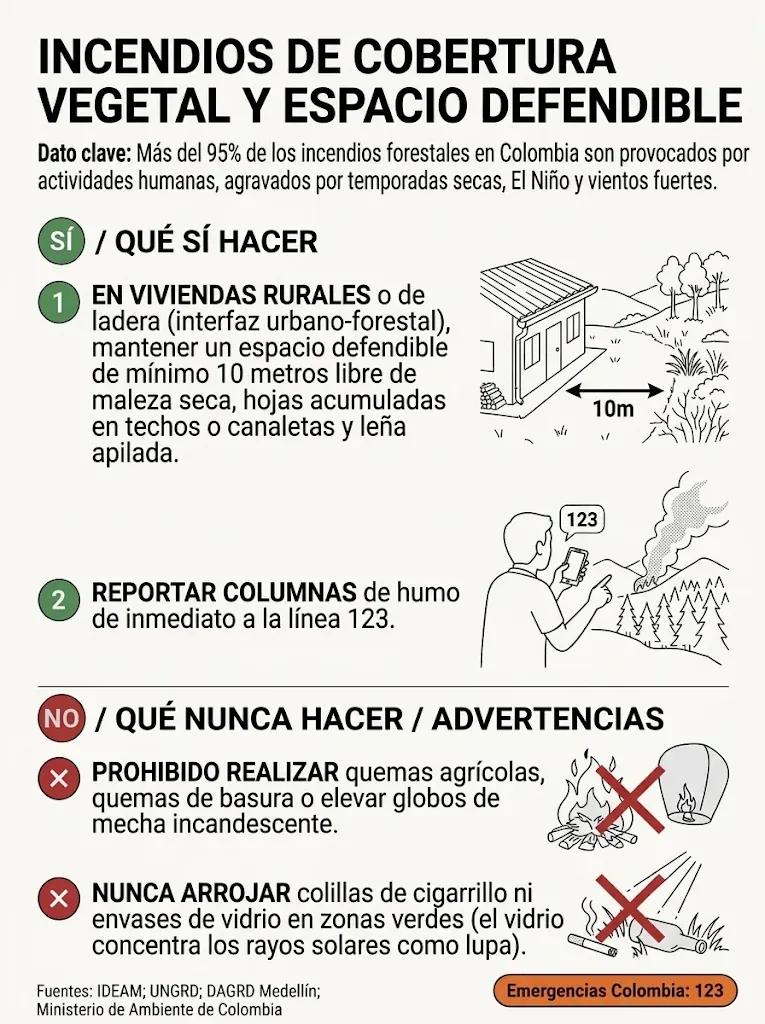 INCENDIOS DE COBERTURA
VEGETAL Y ESPACIO DEFENDIBLE
Dato clave: Más del 95% de los incendios forestales en Colombia son provocados por
actividades humanas, agravados por temporadas secas, El Niño y vientos fuertes.
SÍ / QUÉ SÍ HACER
1 EN VIVIENDAS RURALES o de
ladera (interfaz urbano-forestal),
mantener un espacio defendible
de mínimo 10 metros libre de
maleza seca, hojas acumuladas
en techos o canaletas y leña
apilada.
10m
123
2 REPORTAR COLUMNAS de humo
de inmediato a la línea 123.
NO / QUÉ NUNCA HACER / ADVERTENCIAS
PROHIBIDO REALIZAR quemas agrícolas,
quemas de basura o elevar globos de
mecha incandescente.
NUNCA ARROJAR colillas de cigarrillo ni
envases de vidrio en zonas verdes (el vidrio
concentra los rayos solares como lupa).
Fuentes: IDEAM; UNGRD; DAGRD Medellín;
Ministerio de Ambiente de Colombia
Emergencias Colombia: 123